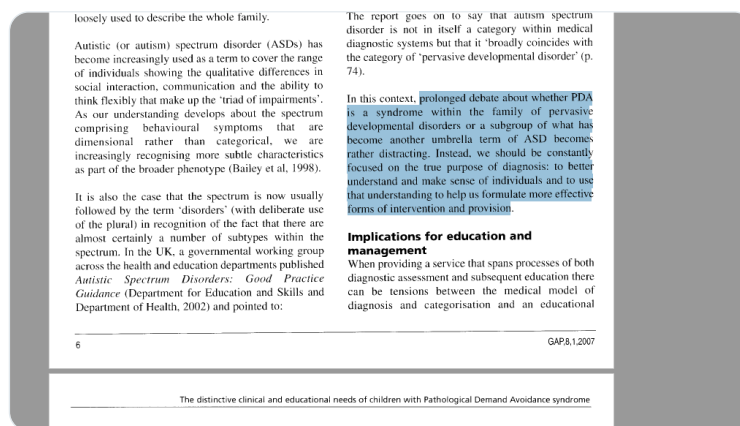 loosely used to describe the whole family.
Autistic (or autism) spectrum disorder (ASDs) has
become increasingly used as a term to cover the range
of individuals showing the qualitative differences in
social interaction, communication and the ability to
think flexibly that make up the ‘triad of impairments’.
As our understanding develops about the spectrum
comprising behavioural symptoms that are
dimensional rather than categorical, we are
increasingly recognising more subtle characteristics
as part of the broader phenotype (Bailey et al, 1998).
It is also the case that the spectrum is now usually
followed by the term ‘disorders’ (with deliberate use
of the plural) in recognition of the fact that there are
almost certainly a number of subtypes within the
spectrum. In the UK, a governmental working group
across the health and education departments published
Autistic Spectrum Disorders: Good Practice
Guidance (Department for Education and Skills and
Department of Health, 2002) and pointed to:
The report goes on to say that autism spectrum
disorder is not in itself a category within medical
diagnostic systems but that it ‘broadly coincides with
the category of ‘pervasive developmental disorder’ (p.
74).
In this context, prolonged debate about whether PDA
is a syndrome within the family of pervasive
developmental disorders or a subgroup of what has
become another umbrella term of ASD becomes
rather distracting. Instead, we should be constantly
focused on the true purpose of diagnosis: to better
understand and make sense of individuals and to use
that understanding to help us formulate more effective
forms of intervention and provision.
Implications for education and
management
When providing a service that spans processes of both
diagnostic assessment and subsequent education there
can be tensions between the medical model of
diagnosis and categorisation and an educational
6
GAP,8,1,2007
The distinctive clinical and educational needs of children with Pathological Demand Avoidance syndrome